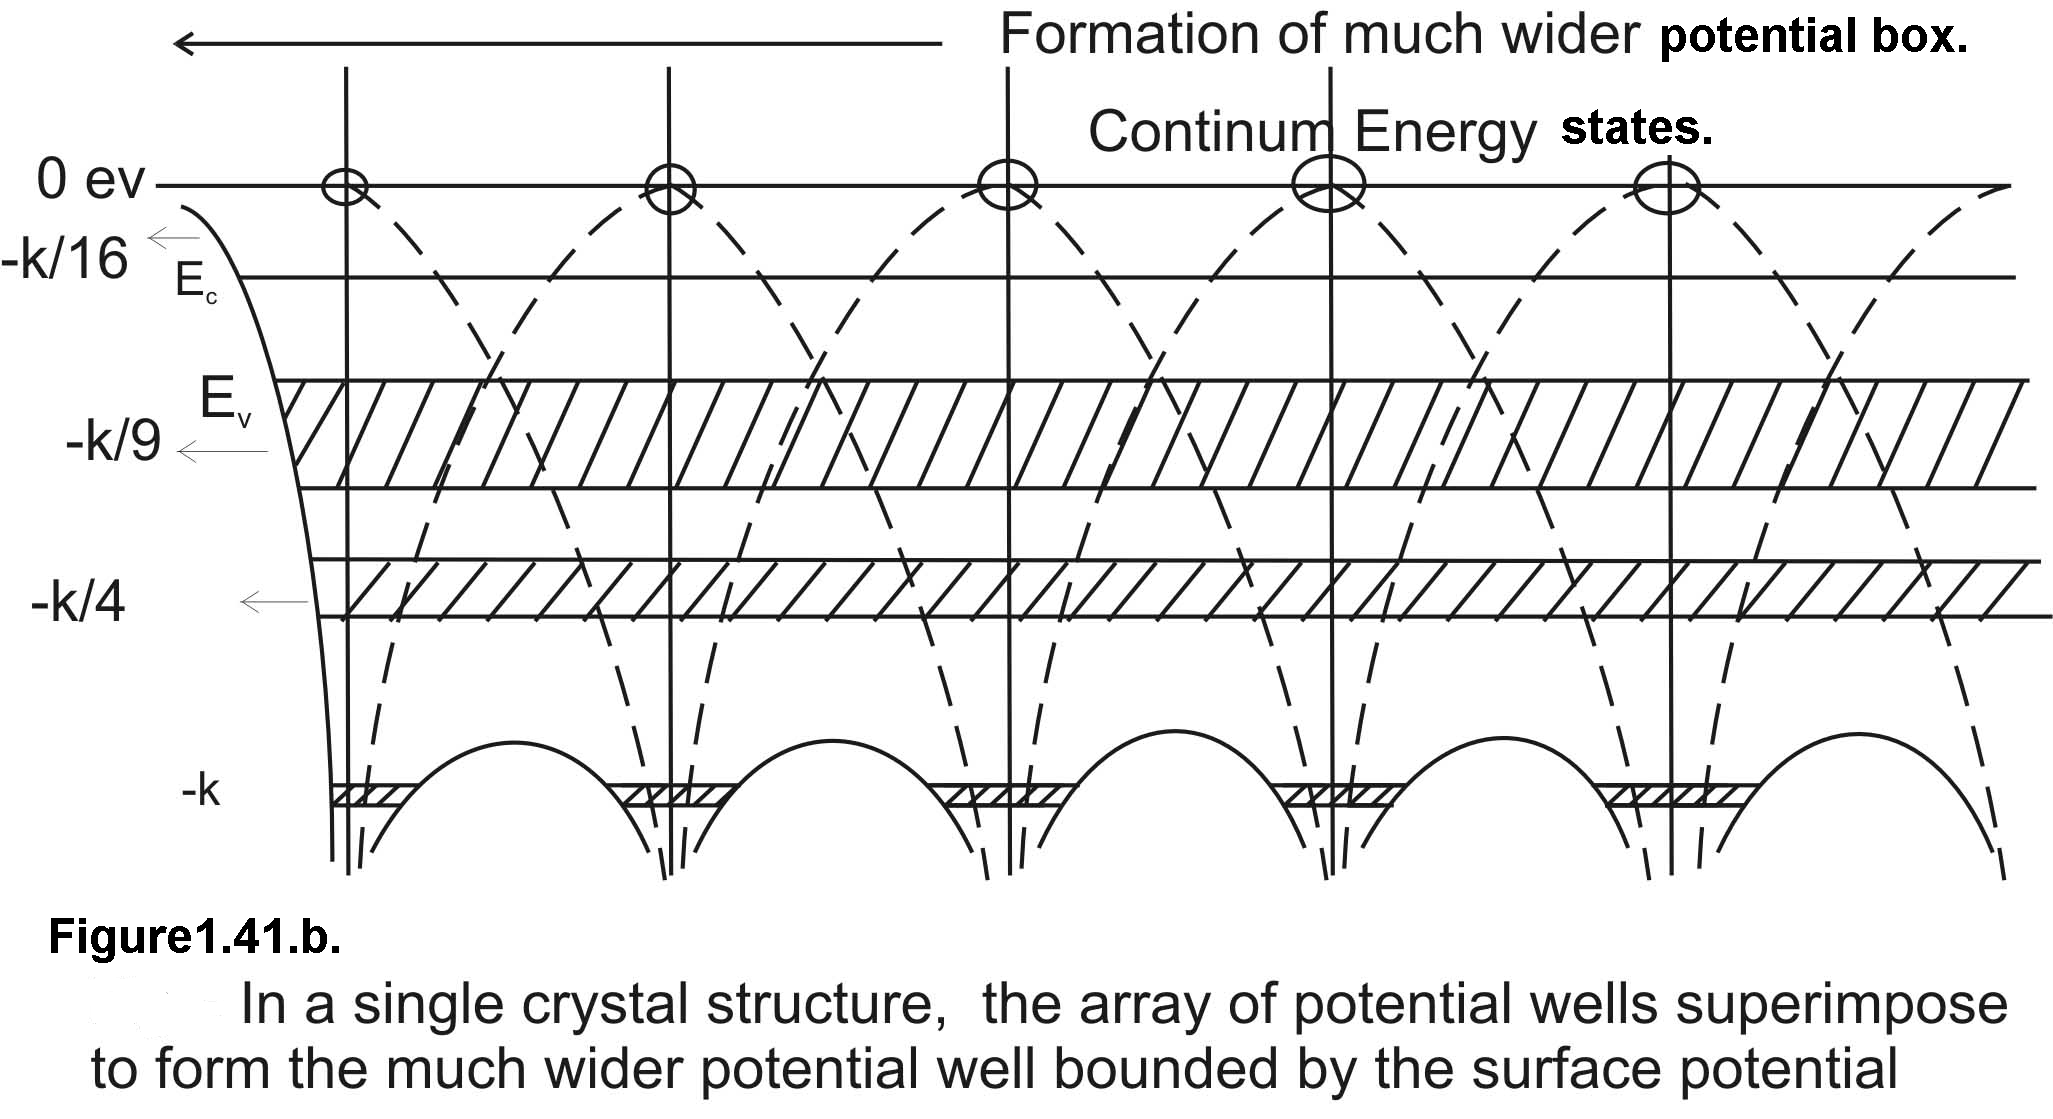 Formation of much wider potential box.
Continum Energy states.
0 ev
-k/16
Ec
Ev
-k/9
-k/4
-k
Figure1.41.b.
In a single crystal structure, the array of potential wells superimpose
to form the much wider potential well bounded by the surface potential